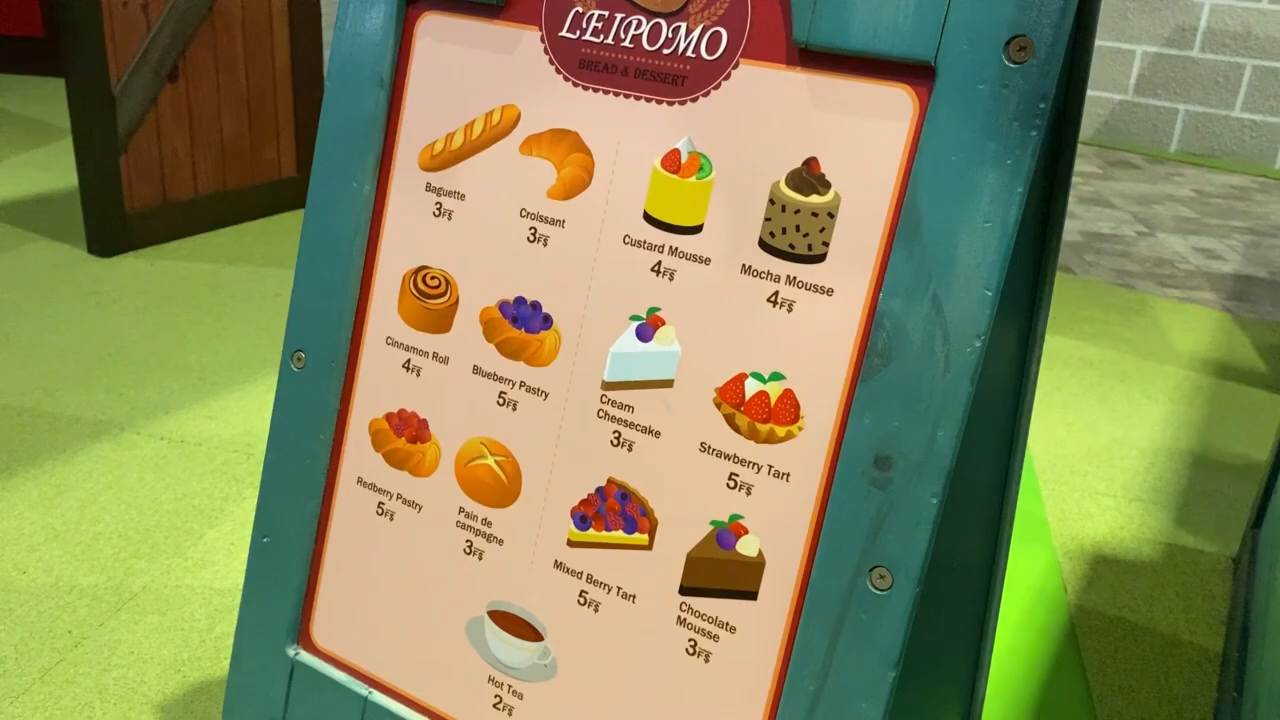 LEIPOMO
BREAD & DESSERT
Baguette
3F$
Croissant
3F$
Cinnamon Roll
4F$
Blueberry Pastry
5F$
Redberry Pastry
5F$
Pain de
campagne
3F$
Custard Mousse
4F$
Mocha Mousse
4F$
Cream
Cheesecake
3F$
Strawberry Tart
5F$
Mixed Berry Tart
5F$
Chocolate
Mousse
3F$
Hot Tea
2F$